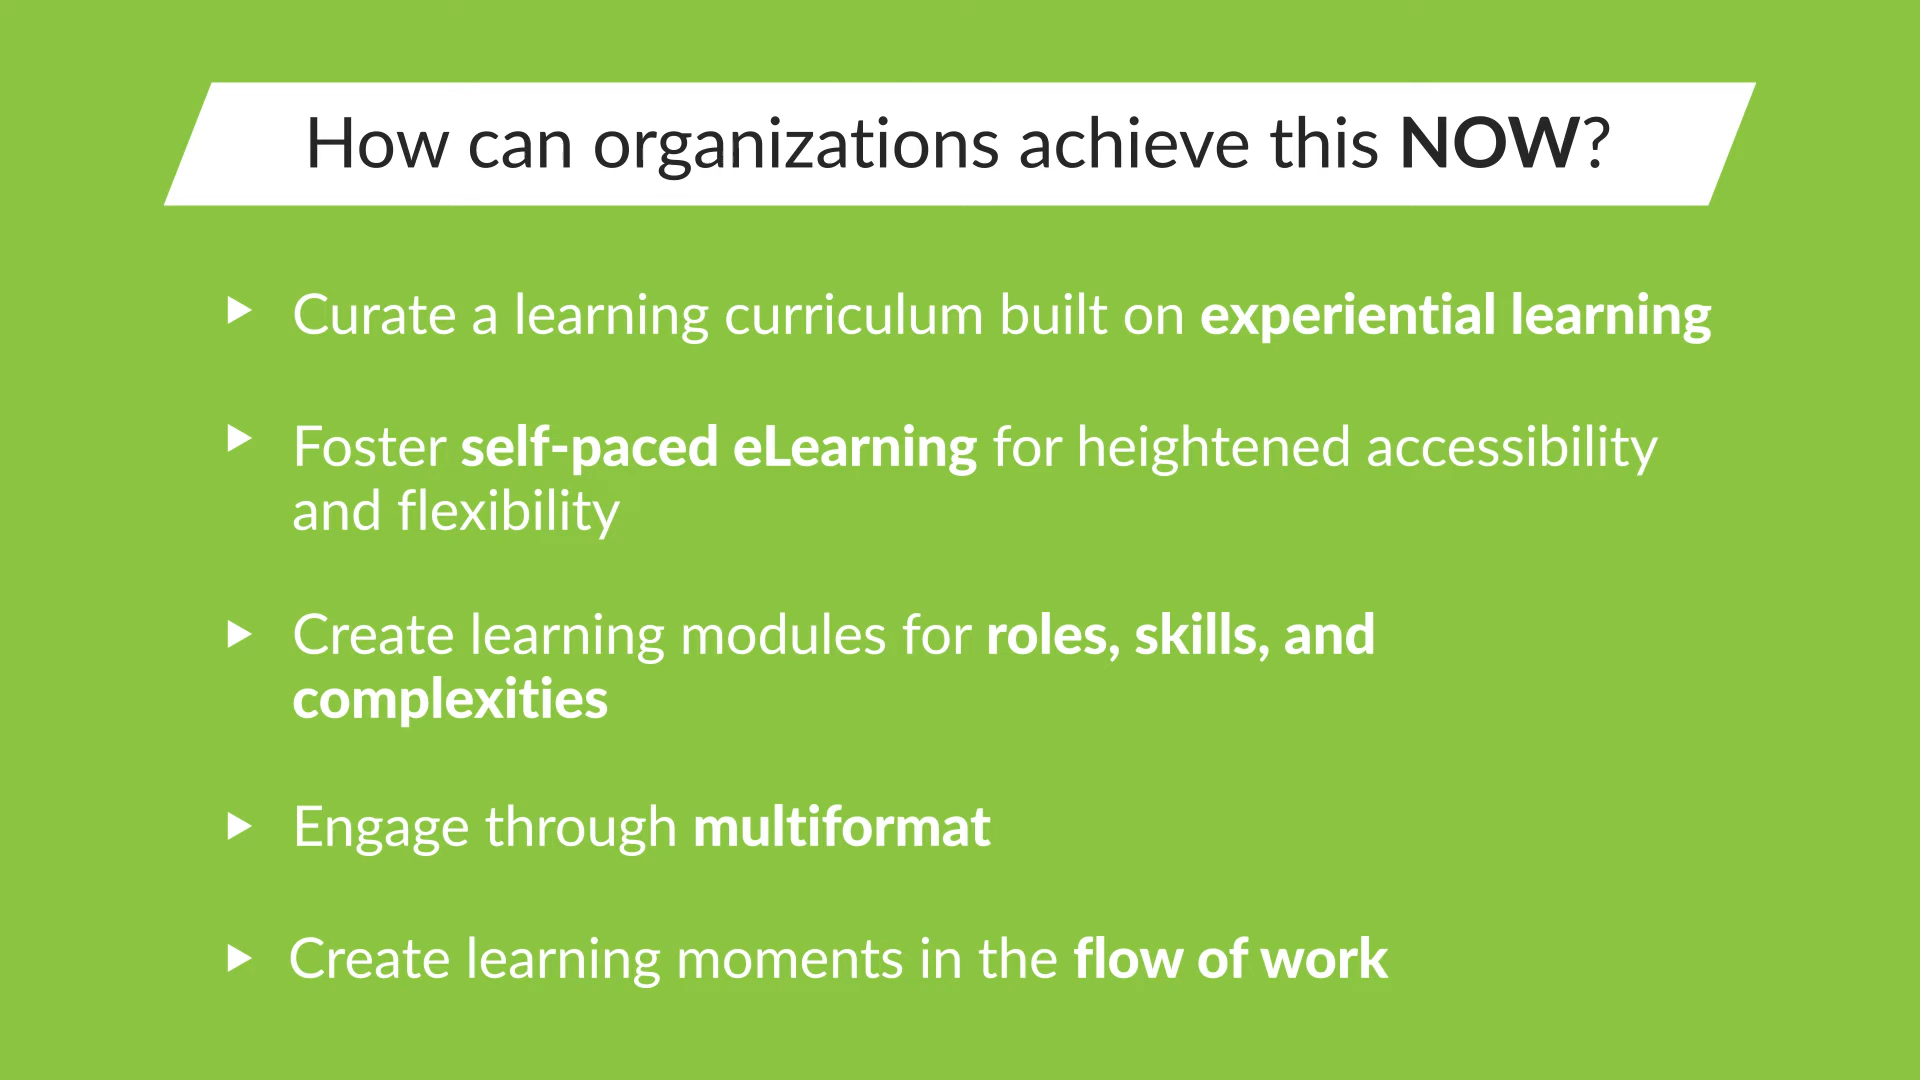 How can organizations achieve this NOW?
Curate a learning curriculum built on experiential learning
Foster self-paced eLearning for heightened accessibility
and flexibility
Create learning modules for roles, skills, and
complexities
Engage through multiformat
Create learning moments in the flow of work